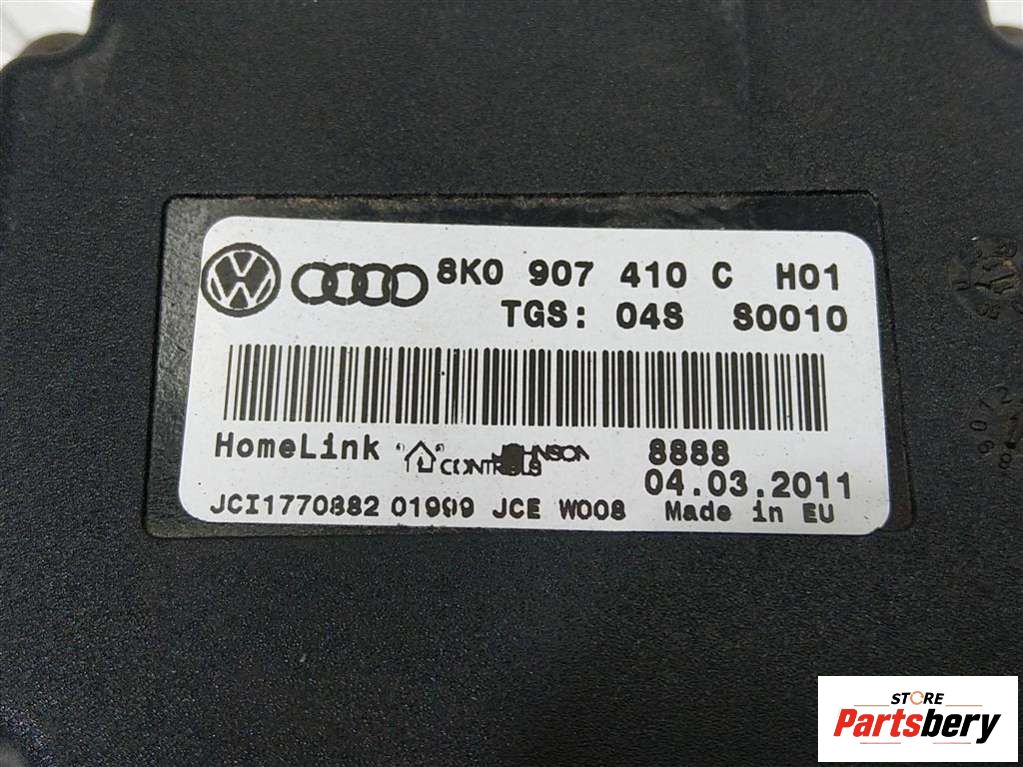 8K0 907 410 C H01
TGS: 04S S0010
HomeLink JOHNSON CONTROLS 8888
04.03.2011
JCI1770882 01999 JCE W008 Made in EU
STORE
Partsbery